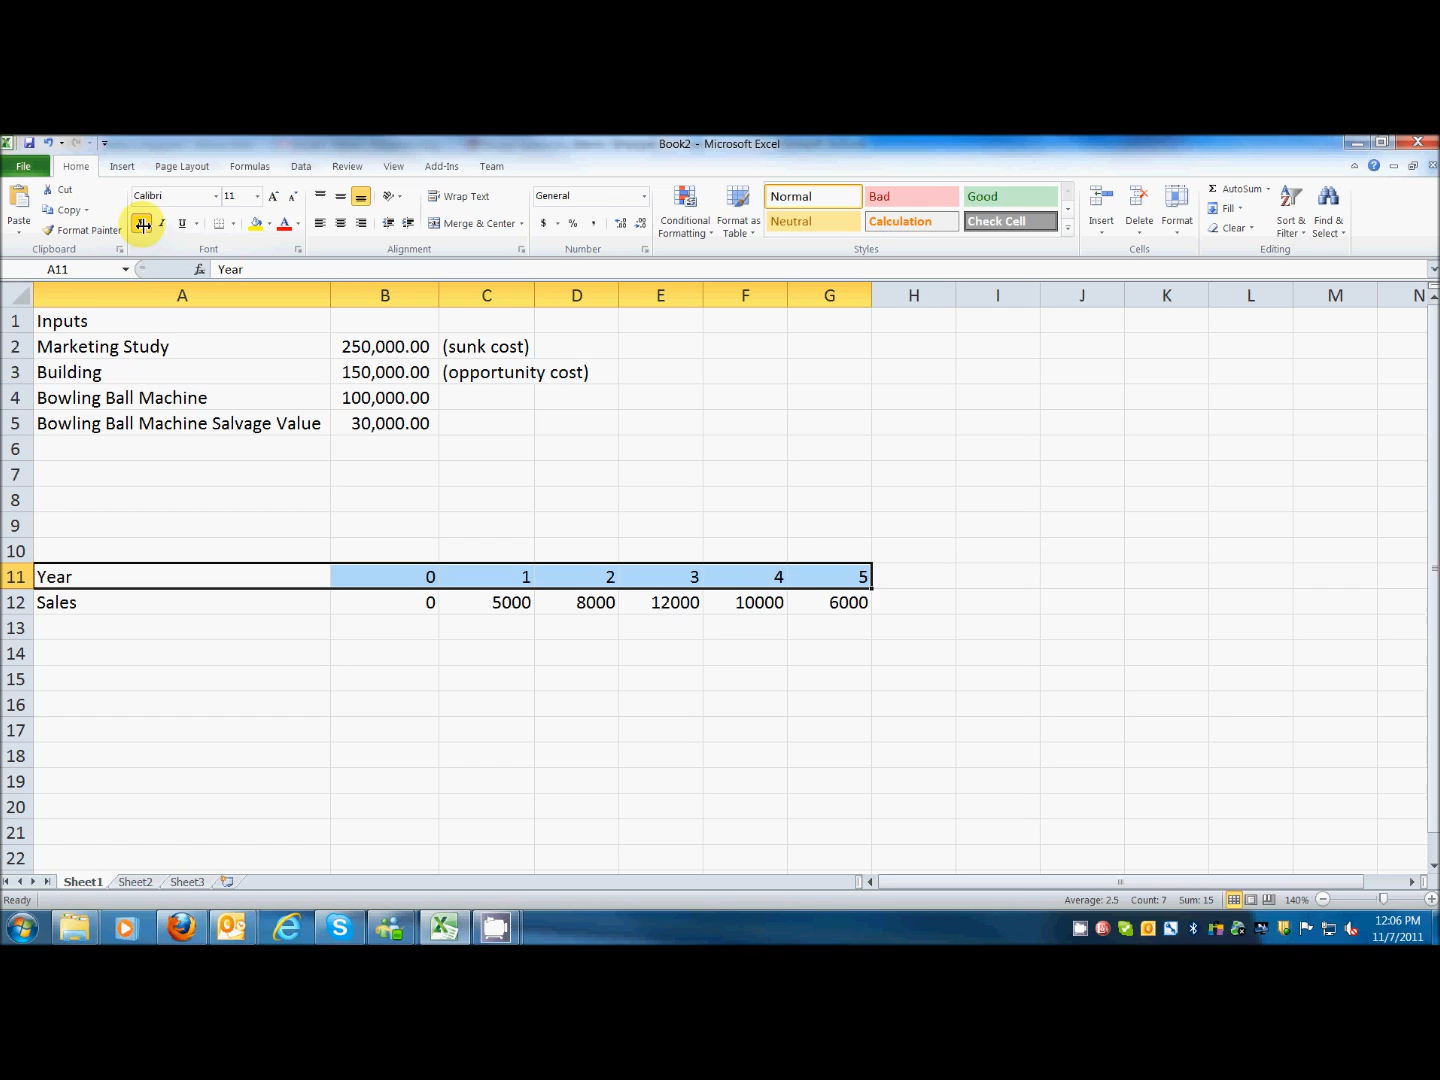 Book2 - Microsoft Excel
File Home Insert Page Layout Formulas Data Review View Add-Ins Team
Paste
Cut
Copy
Format Painter
Clipboard
Calibri 11
Font
Wrap Text
Merge & Center
Alignment
General
$ % ,
Number
Conditional Formatting
Format as Table
Normal Bad Good
Neutral Calculation Check Cell
Styles
Insert Delete Format
Cells
Σ AutoSum
Fill
Clear
Sort & Filter
Find & Select
Editing
A11 fx Year
A B C D E F G H I J K L M N
1 Inputs
2 Marketing Study 250,000.00 (sunk cost)
3 Building 150,000.00 (opportunity cost)
4 Bowling Ball Machine 100,000.00
5 Bowling Ball Machine Salvage Value 30,000.00
6
7
8
9
10
11 Year 0 1 2 3 4 5
12 Sales 0 5000 8000 12000 10000 6000
13
14
15
16
17
18
19
20
21
22
Sheet1 Sheet2 Sheet3
Ready Average: 2.5 Count: 7 Sum: 15 140%
12:06 PM
11/7/2011